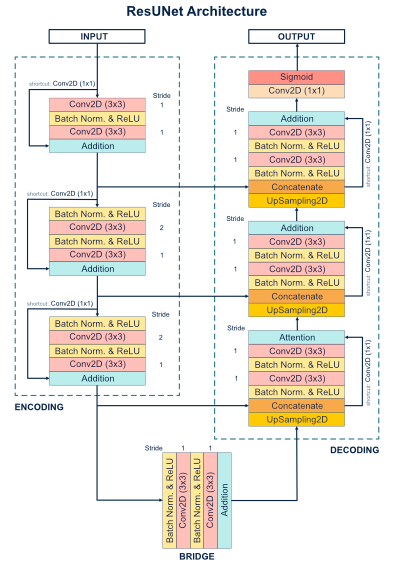 ResUNet Architecture
INPUT
shortcut: Conv2D (1x1)
Stride
Conv2D (3x3) 1
Batch Norm. & ReLU
Conv2D (3x3) 1
Addition
shortcut: Conv2D (1x1)
Stride
Batch Norm. & ReLU
Conv2D (3x3) 2
Batch Norm. & ReLU
Conv2D (3x3) 1
Addition
shortcut: Conv2D (1x1)
Stride
Batch Norm. & ReLU
Conv2D (3x3) 2
Batch Norm. & ReLU
Conv2D (3x3) 1
Addition
ENCODING
OUTPUT
Sigmoid
Conv2D (1x1)
Stride
Addition
1 Conv2D (3x3)
Batch Norm. & ReLU
1 Conv2D (3x3)
Batch Norm. & ReLU
Concatenate
UpSampling2D
shortcut: Conv2D (1x1)
Stride
Addition
1 Conv2D (3x3)
Batch Norm. & ReLU
1 Conv2D (3x3)
Batch Norm. & ReLU
Concatenate
UpSampling2D
shortcut: Conv2D (1x1)
Stride
Attention
1 Conv2D (3x3)
Batch Norm. & ReLU
1 Conv2D (3x3)
Batch Norm. & ReLU
Concatenate
UpSampling2D
shortcut: Conv2D (1x1)
DECODING
Stride 1 1
Batch Norm. & ReLU
Conv2D (3x3)
Batch Norm. & ReLU
Conv2D (3x3)
Addition
BRIDGE